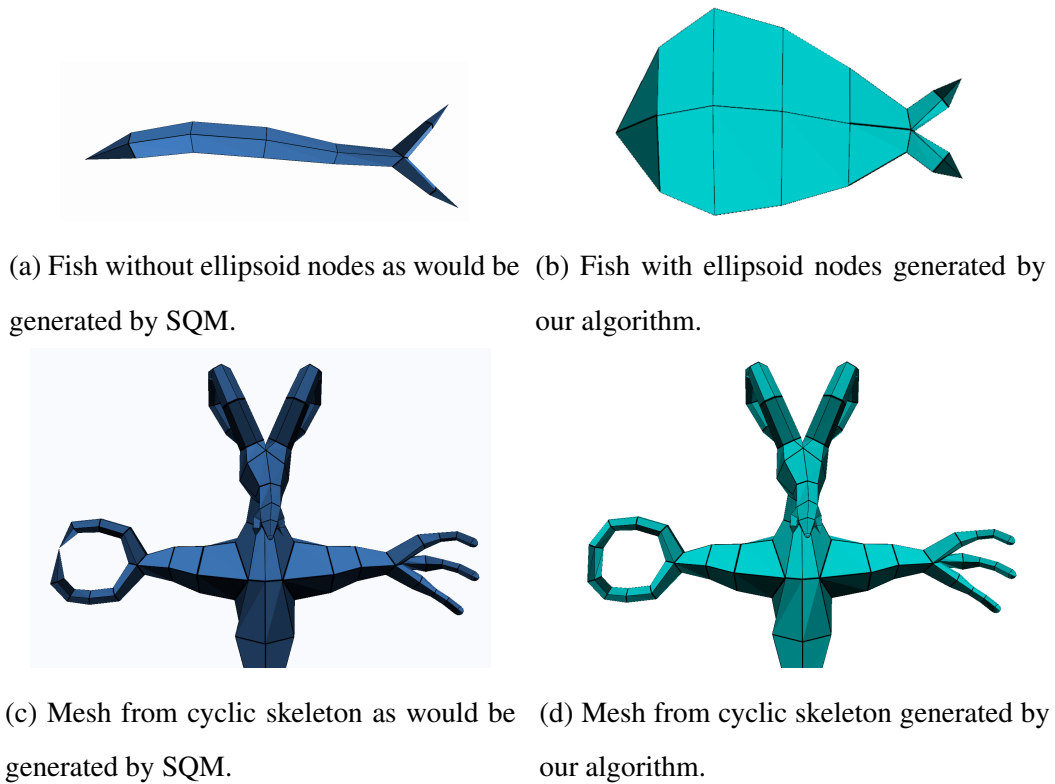 (a) Fish without ellipsoid nodes as would be
generated by SQM.
(b) Fish with ellipsoid nodes generated by
our algorithm.
(c) Mesh from cyclic skeleton as would be
generated by SQM.
(d) Mesh from cyclic skeleton generated by
our algorithm.